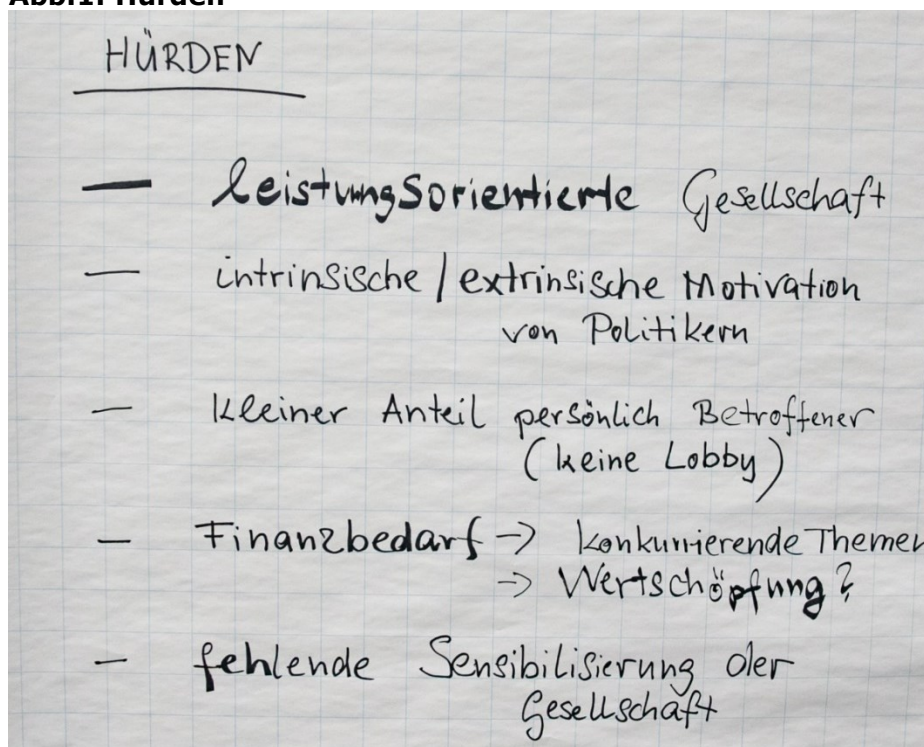 Abb.1: Hürden
HÜRDEN
— leistungsorientierte Gesellschaft
— intrinsische / extrinsische Motivation
von Politikern
— kleiner Anteil persönlich Betroffener
(keine Lobby)
— Finanzbedarf -> konkurrierende Themen
-> Wertschöpfung?
— fehlende Sensibilisierung der
Gesellschaft